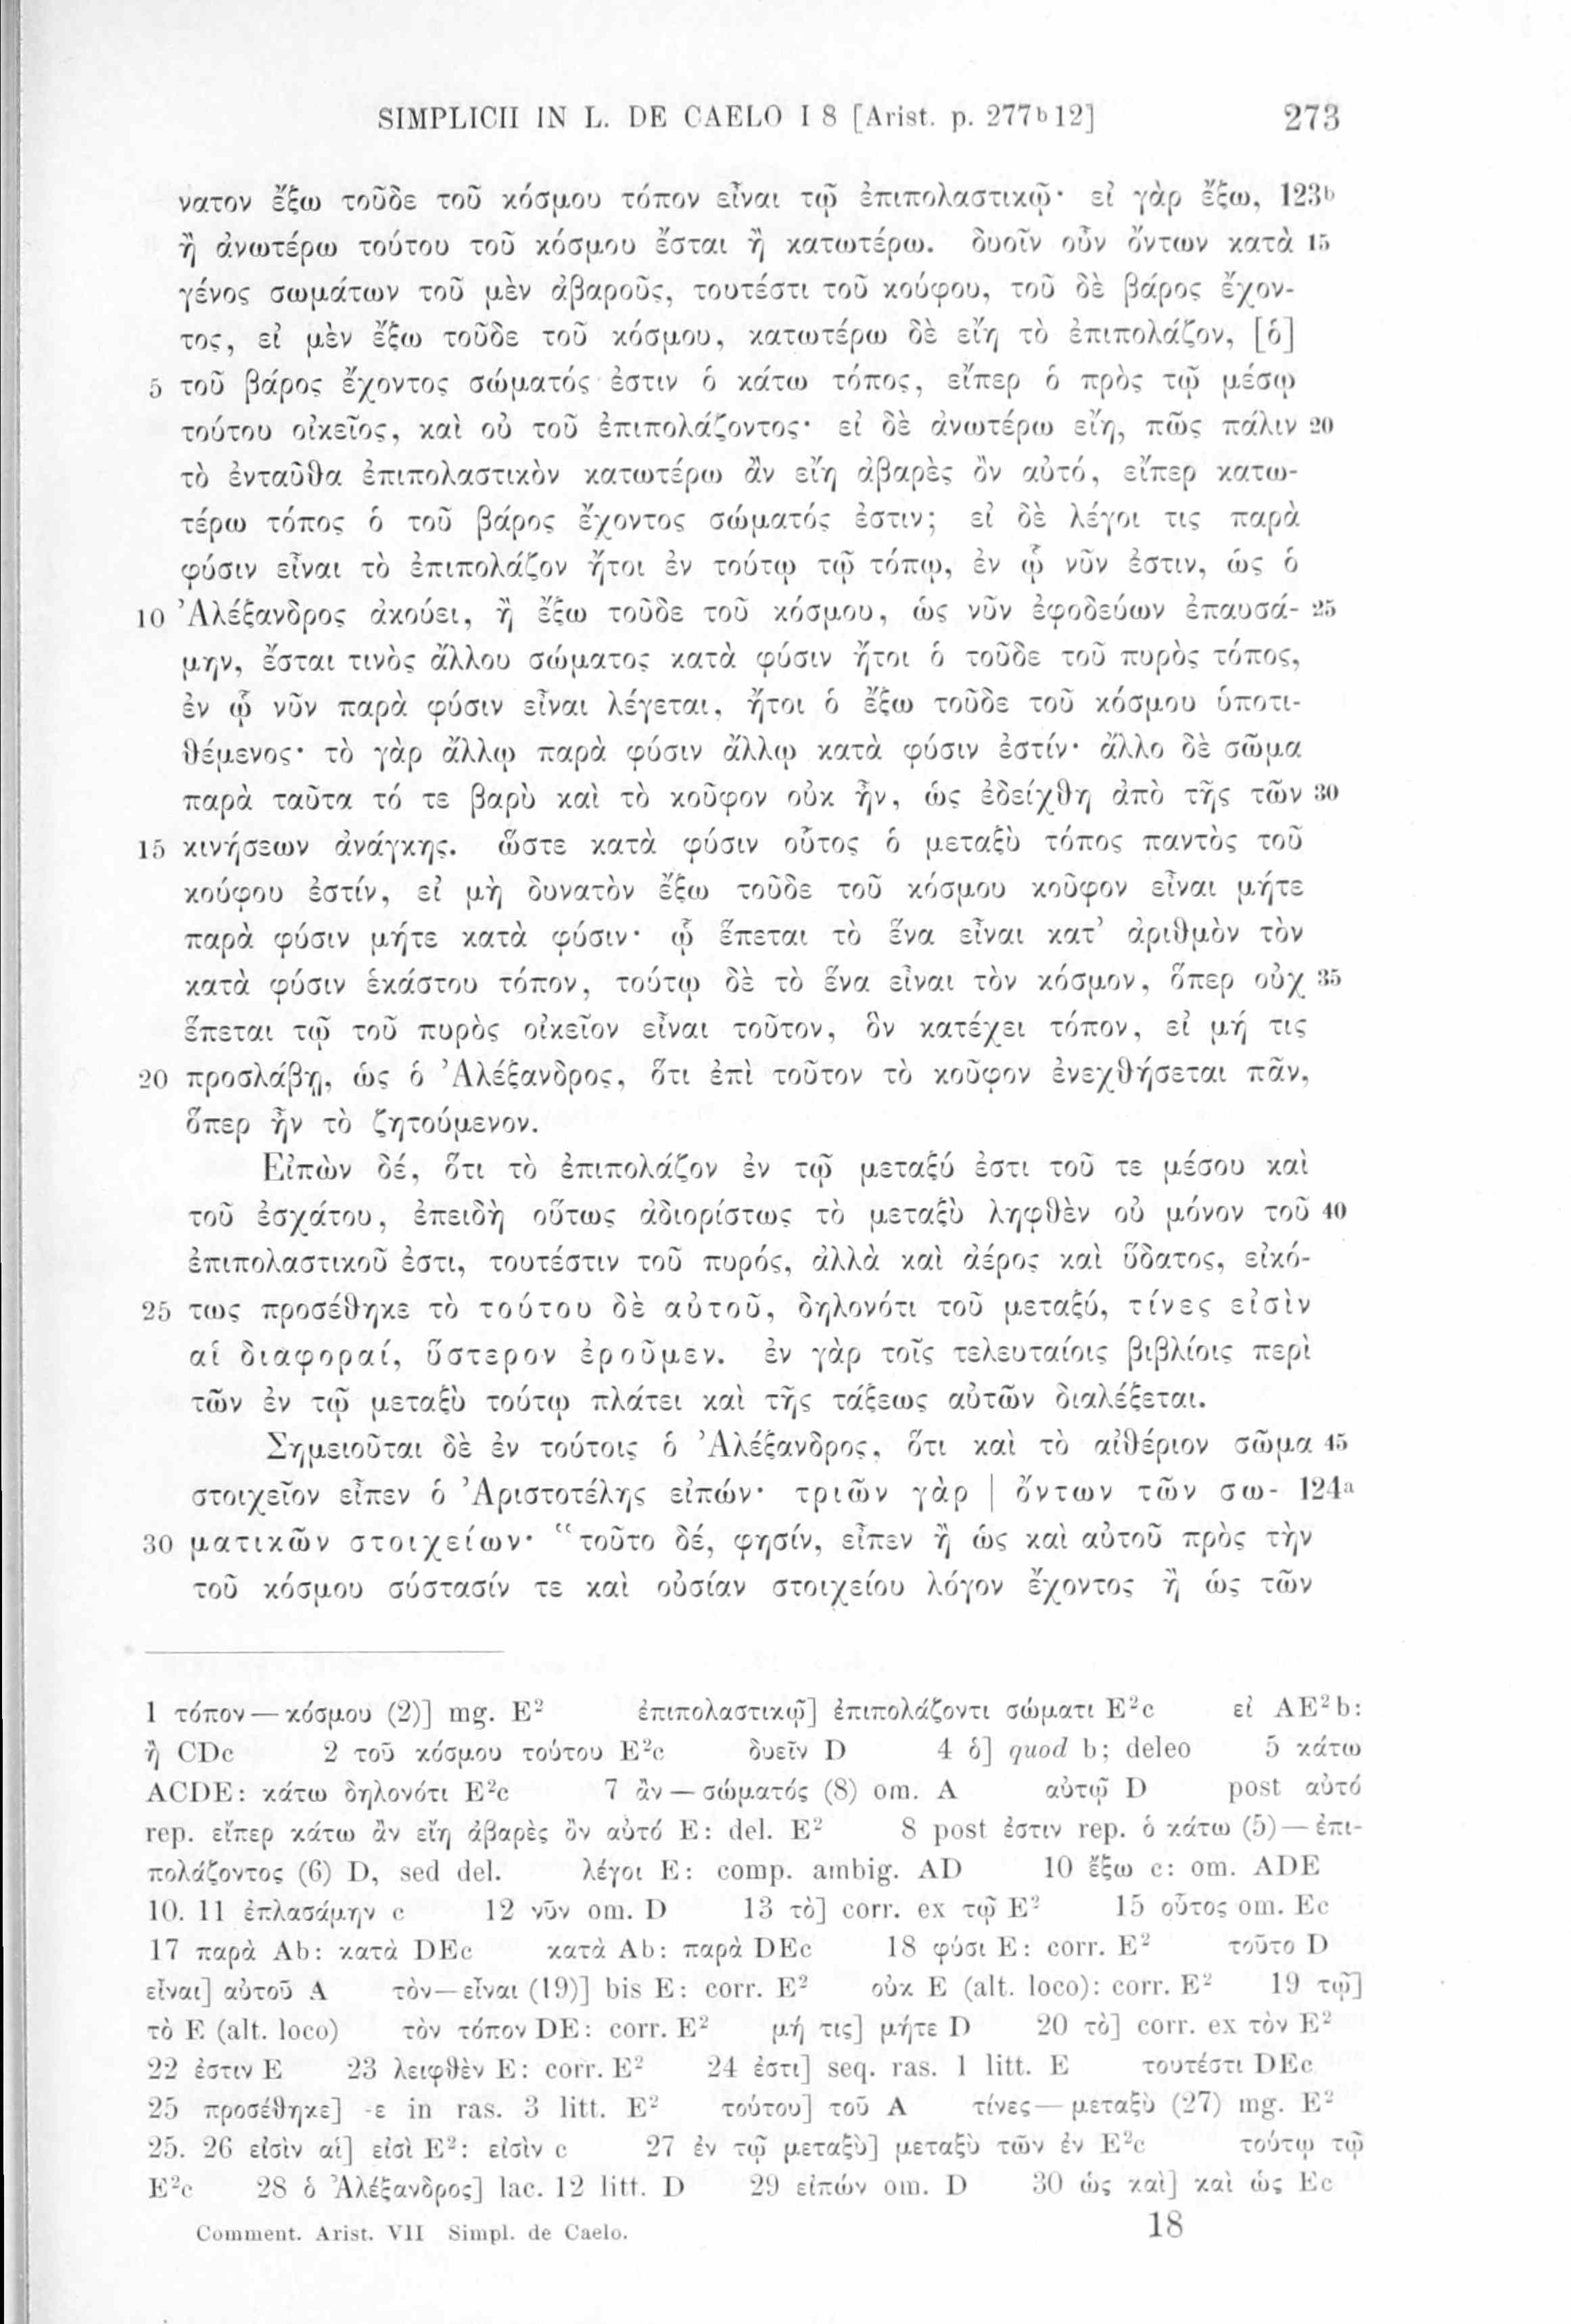 SIMPLICII IN L. DE CAELO I 8 [Arist. p. 277b12] 273
νατον ἔξω τοῦδε τοῦ κόσμου τόπον εἶναι τῷ ἐπιπολαστικῷ· εἰ γὰρ ἔξω, 123b
ἢ ἀνωτέρω τούτου τοῦ κόσμου ἔσται ἢ κατωτέρω. δυοῖν οὖν ὄντων κατὰ 15
γένος σωμάτων τοῦ μὲν ἀβαροῦς, τουτέστι τοῦ κούφου, τοῦ δὲ βάρος ἔχον-
τος, εἰ μὲν ἔξω τοῦδε τοῦ κόσμου, κατωτέρω δὲ εἴη τὸ ἐπιπολάζον, [ὁ]
5 τοῦ βάρος ἔχοντος σώματός ἐστιν ὁ κάτω τόπος, εἴπερ ὁ πρὸς τῷ μέσῳ
τούτου οἰκεῖος, καὶ οὐ τοῦ ἐπιπολάζοντος· εἰ δὲ ἀνωτέρω εἴη, πῶς πάλιν 20
τὸ ἐνταῦθα ἐπιπολαστικὸν κατωτέρω ἂν εἴη ἀβαρὲς ὂν αὐτό, εἴπερ κατω-
τέρω τόπος ὁ τοῦ βάρος ἔχοντος σώματός ἐστιν; εἰ δὲ λέγοι τις παρὰ
φύσιν εἶναι τὸ ἐπιπολάζον ἤτοι ἐν τούτῳ τῷ τόπῳ, ἐν ᾧ νῦν ἐστιν, ὡς ὁ
10 Ἀλέξανδρος ἀκούει, ἢ ἔξω τοῦδε τοῦ κόσμου, ὡς νῦν ἐφοδεύων ἐπαυσά- 25
μην, ἔσται τινὸς ἄλλου σώματος κατὰ φύσιν ἤτοι ὁ τοῦδε τοῦ πυρὸς τόπος,
ἐν ᾧ νῦν παρὰ φύσιν εἶναι λέγεται, ἤτοι ὁ ἔξω τοῦδε τοῦ κόσμου ὑποτι-
θέμενος· τὸ γὰρ ἄλλῳ παρὰ φύσιν ἄλλῳ κατὰ φύσιν ἐστίν· ἄλλο δὲ σῶμα
παρὰ ταῦτα τό τε βαρὺ καὶ τὸ κοῦφον οὐκ ἦν, ὡς ἐδείχθη ἀπὸ τῆς τῶν 30
15 κινήσεων ἀνάγκης. ὥστε κατὰ φύσιν οὗτος ὁ μεταξὺ τόπος παντὸς τοῦ
κούφου ἐστίν, εἰ μὴ δυνατὸν ἔξω τοῦδε τοῦ κόσμου κοῦφον εἶναι μήτε
παρὰ φύσιν μήτε κατὰ φύσιν· ᾧ ἕπεται τὸ ἕνα εἶναι κατ’ ἀριθμὸν τὸν
κατὰ φύσιν ἑκάστου τόπον, τούτῳ δὲ τὸ ἕνα εἶναι τὸν κόσμον, ὅπερ οὐχ 35
ἕπεται τῷ τοῦ πυρὸς οἰκεῖον εἶναι τοῦτον, ὃν κατέχει τόπον, εἰ μή τις
20 προσλάβῃ, ὡς ὁ Ἀλέξανδρος, ὅτι ἐπὶ τοῦτον τὸ κοῦφον ἐνεχθήσεται πᾶν,
ὅπερ ἦν τὸ ζητούμενον.
Εἰπὼν δέ, ὅτι τὸ ἐπιπολάζον ἐν τῷ μεταξύ ἐστι τοῦ τε μέσου καὶ
τοῦ ἐσχάτου, ἐπειδὴ οὕτως ἀδιορίστως τὸ μεταξὺ ληφθὲν οὐ μόνον τοῦ 40
ἐπιπολαστικοῦ ἐστι, τουτέστιν τοῦ πυρός, ἀλλὰ καὶ ἀέρος καὶ ὕδατος, εἰκό-
25 τως προσέθηκε τὸ τούτου δὲ αὐτοῦ, δηλονότι τοῦ μεταξύ, τίνες εἰσὶν
αἱ διαφοραί, ὕστερον ἐροῦμεν. ἐν γὰρ τοῖς τελευταίοις βιβλίοις περὶ
τῶν ἐν τῷ μεταξὺ τούτῳ πλάτει καὶ τῆς τάξεως αὐτῶν διαλέξεται.
Σημειοῦται δὲ ἐν τούτοις ὁ Ἀλέξανδρος, ὅτι καὶ τὸ αἰθέριον σῶμα 45
στοιχεῖον εἶπεν ὁ Ἀριστοτέλης εἰπών· τριῶν γὰρ | ὄντων τῶν σω- 124a
30 ματικῶν στοιχείων· “τοῦτο δέ, φησίν, εἶπεν ἢ ὡς καὶ αὐτοῦ πρὸς τὴν
τοῦ κόσμου σύστασίν τε καὶ οὐσίαν στοιχείου λόγον ἔχοντος ἢ ὡς τῶν
1 τόπον — κόσμου (2)] mg. E² ἐπιπολαστικῷ] ἐπιπολάζοντι σώματι E²c εἰ AE²b:
ἢ CDc 2 τοῦ κόσμου τούτου E²c δυεῖν D 4 ὁ] quod b; deleo 5 κάτω
ACDE: κάτω δηλονότι E²c 7 ἂν — σώματός (8) om. A αὐτῷ D post αὐτό
rep. εἴπερ κάτω ἂν εἴη ἀβαρὲς ὂν αὐτό E: del. E² 8 post ἐστιν rep. ὁ κάτω (5) — ἐπι-
πολάζοντος (6) D, sed del. λέγοι E: comp. ambig. AD 10 ἔξω c: om. ADE
10. 11 ἐπλασάμην c 12 νῦν om. D 13 τὸ] corr. ex τῷ E² 15 οὗτος om. Ec
17 παρὰ Ab: κατὰ DEc κατὰ Ab: παρὰ DEc 18 φύσι E: corr. E² τοῦτο D
εἶναι] αὐτοῦ A τὸν — εἶναι (19)] bis E: corr. E² οὐκ E (alt. loco): corr. E² 19 τῷ]
τὸ E (alt. loco) τὸν τόπον DE: corr. E² μή τις] μήτε D 20 τὸ] corr. ex τὸν E²
22 ἐστιν E 23 λειφθὲν E: corr. E² 24 ἐστι] seq. ras. 1 litt. E τουτέστι DEc
25 προσέθηκε] -ε in ras. 3 litt. E² τούτου] τοῦ A τίνες — μεταξὺ (27) mg. E²
25. 26 εἰσὶν αἱ] εἰσὶ E²: εἰσὶν c 27 ἐν τῷ μεταξὺ] μεταξὺ τῶν ἐν E²c τούτῳ τῷ
E²c 28 ὁ Ἀλέξανδρος] lac. 12 litt. D 29 εἰπών om. D 30 ὡς καὶ] καὶ ὡς Ec
Comment. Arist. VII Simpl. de Caelo. 18